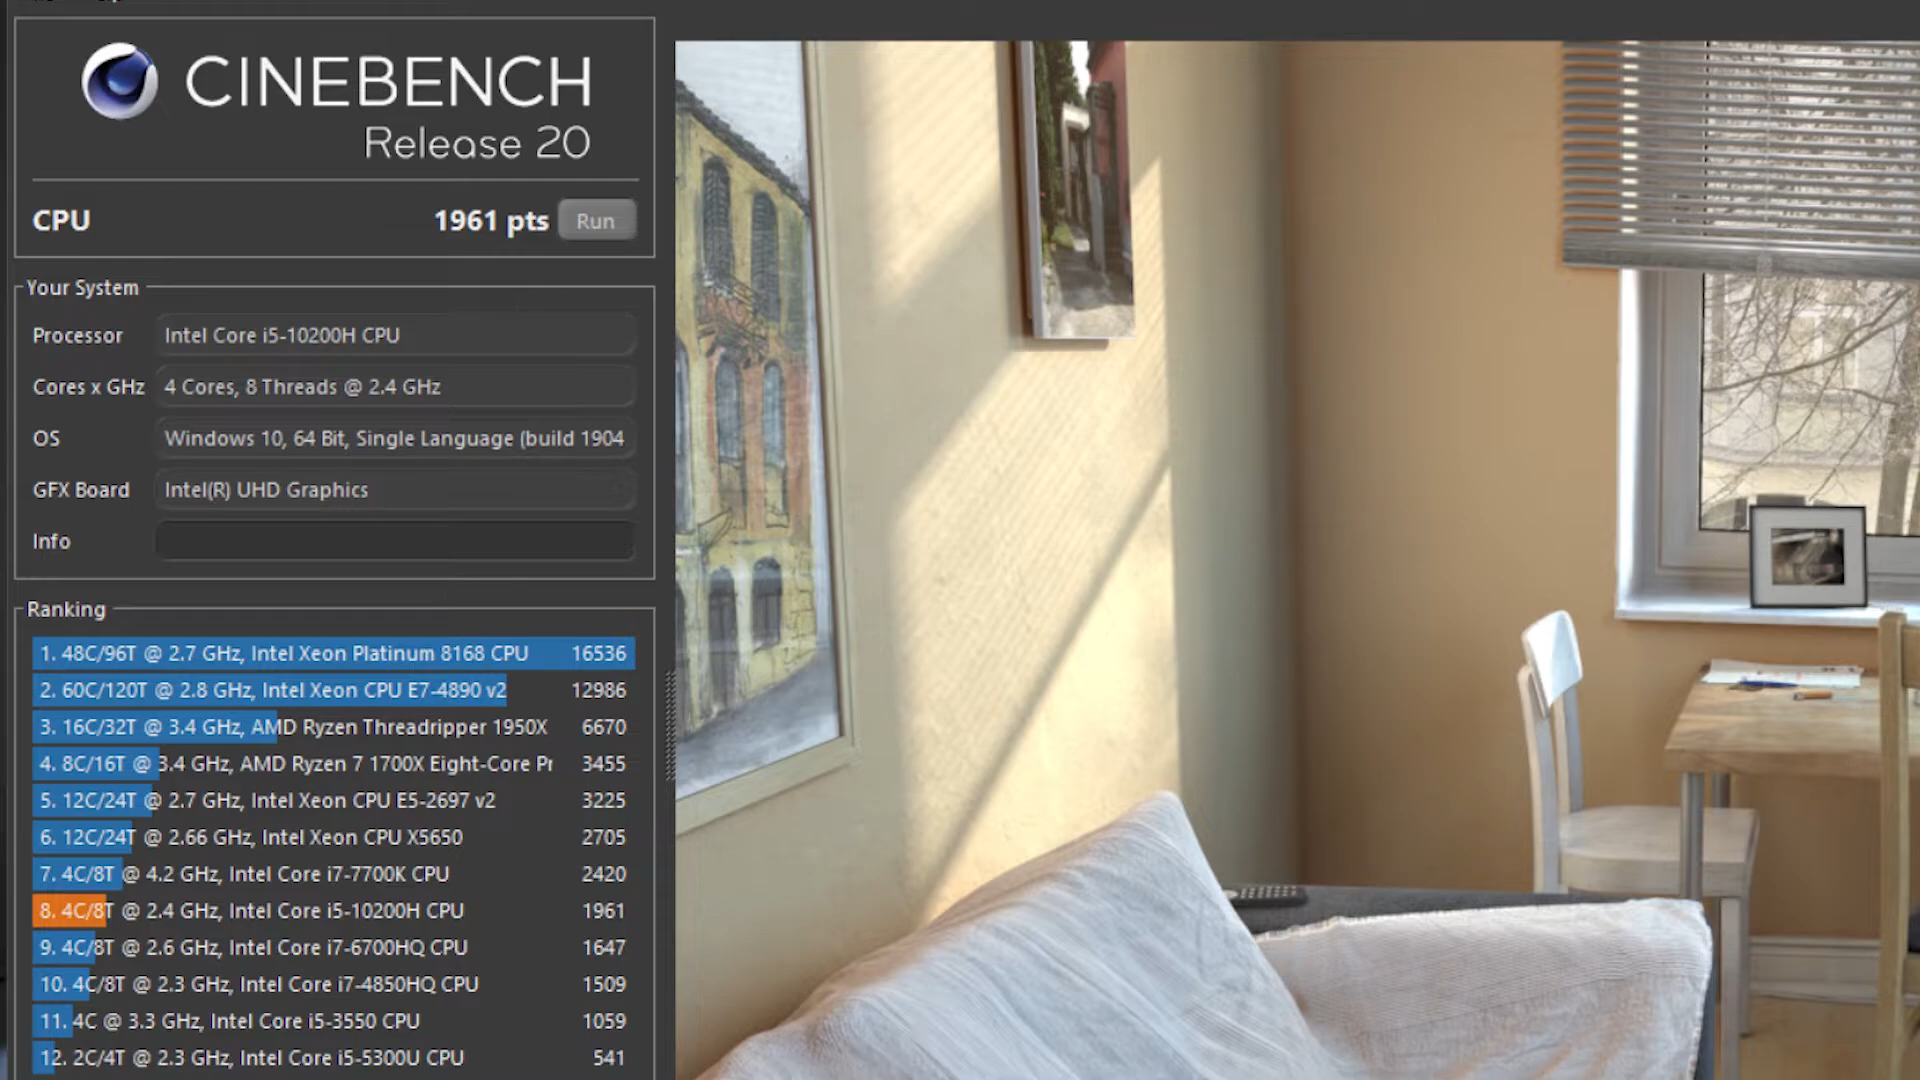 CINEBENCH
Release 20
CPU 1961 pts Run
Your System
Processor Intel Core i5-10200H CPU
Cores x GHz 4 Cores, 8 Threads @ 2.4 GHz
OS Windows 10, 64 Bit, Single Language (build 1904
GFX Board Intel(R) UHD Graphics
Info
Ranking
1. 48C/96T @ 2.7 GHz, Intel Xeon Platinum 8168 CPU 16536
2. 60C/120T @ 2.8 GHz, Intel Xeon CPU E7-4890 v2 12986
3. 16C/32T @ 3.4 GHz, AMD Ryzen Threadripper 1950X 6670
4. 8C/16T @ 3.4 GHz, AMD Ryzen 7 1700X Eight-Core Pr 3455
5. 12C/24T @ 2.7 GHz, Intel Xeon CPU E5-2697 v2 3225
6. 12C/24T @ 2.66 GHz, Intel Xeon CPU X5650 2705
7. 4C/8T @ 4.2 GHz, Intel Core i7-7700K CPU 2420
8. 4C/8T @ 2.4 GHz, Intel Core i5-10200H CPU 1961
9. 4C/8T @ 2.6 GHz, Intel Core i7-6700HQ CPU 1647
10. 4C/8T @ 2.3 GHz, Intel Core i7-4850HQ CPU 1509
11. 4C @ 3.3 GHz, Intel Core i5-3550 CPU 1059
12. 2C/4T @ 2.3 GHz, Intel Core i5-5300U CPU 541